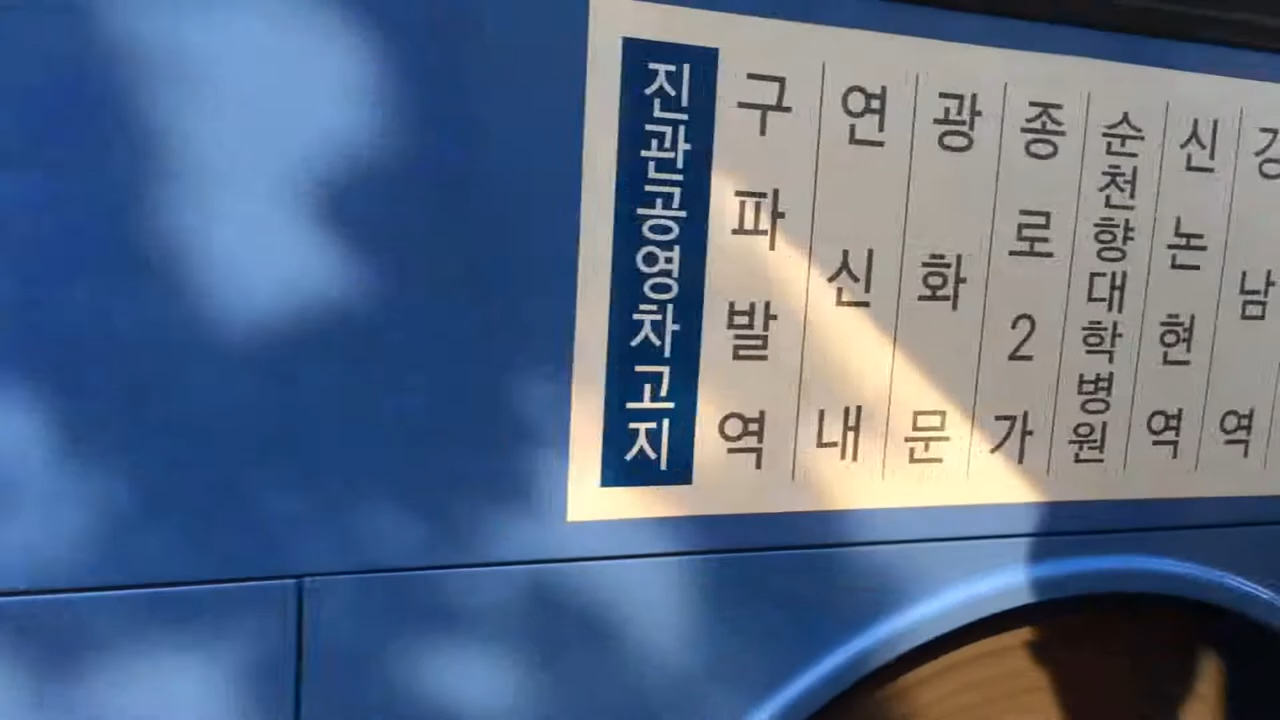 진관공영차고지
구파발역
연신내
광화문
종로2가
순천향대학병원
신논현역
강남역